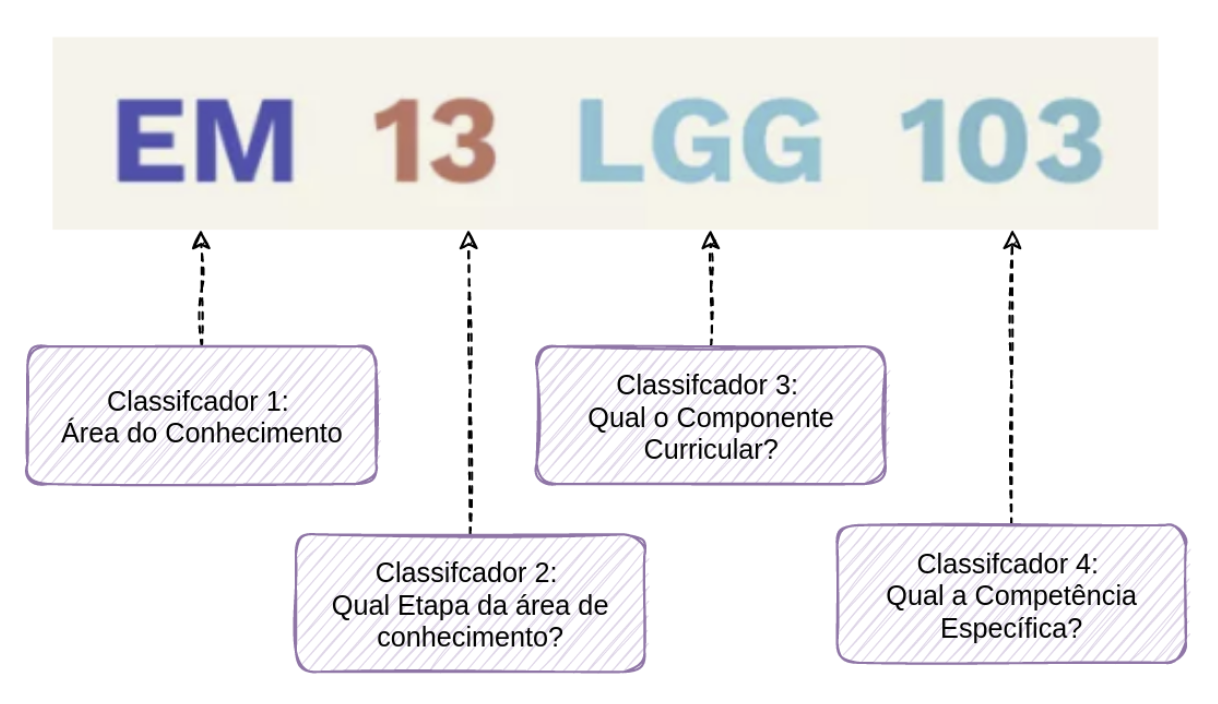 EM 13 LGG 103
Classifcador 1:
Área do Conhecimento
Classifcador 3:
Qual o Componente
Curricular?
Classifcador 2:
Qual Etapa da área de
conhecimento?
Classifcador 4:
Qual a Competência
Específica?